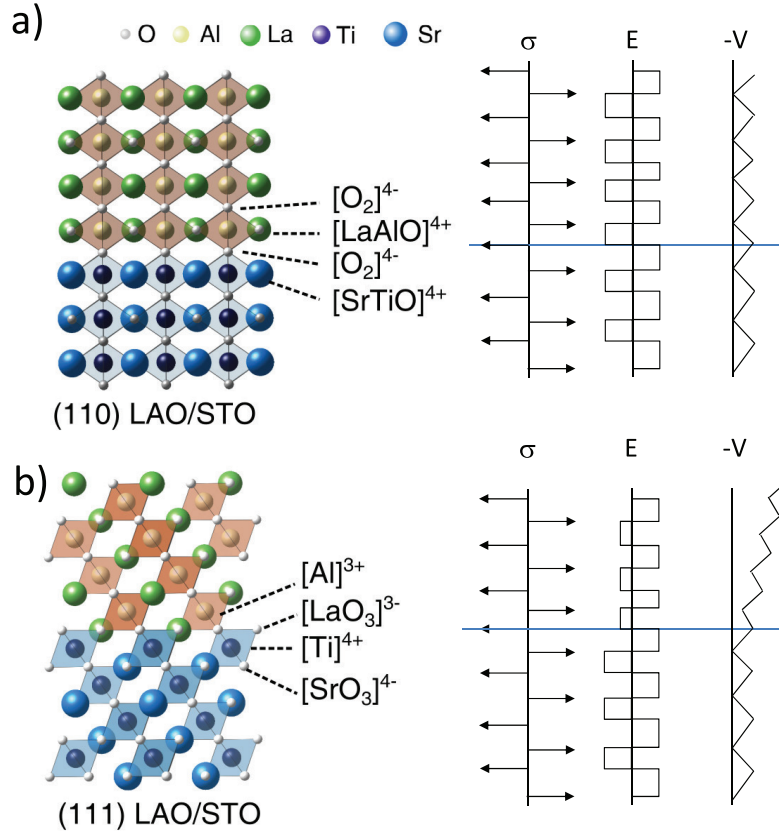 a)
O Al La Ti Sr
σ E -V
[O₂]⁴⁻
[LaAlO]⁴⁺
[O₂]⁴⁻
[SrTiO]⁴⁺
(110) LAO/STO
b)
σ E -V
[Al]³⁺
[LaO₃]³⁻
[Ti]⁴⁺
[SrO₃]⁴⁻
(111) LAO/STO